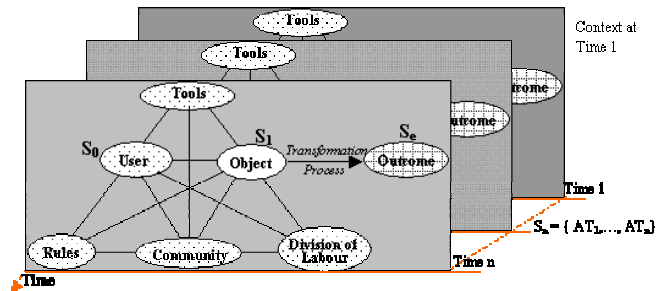 Tools
Context at
Time 1
Tools
Tools
utcome
utcome
S0
User
S1
Object
Transformation
Process
Se
Outcome
Time 1
Sn = { AT1,..., ATn}
Rules
Community
Division of
Labour
Time n
Time